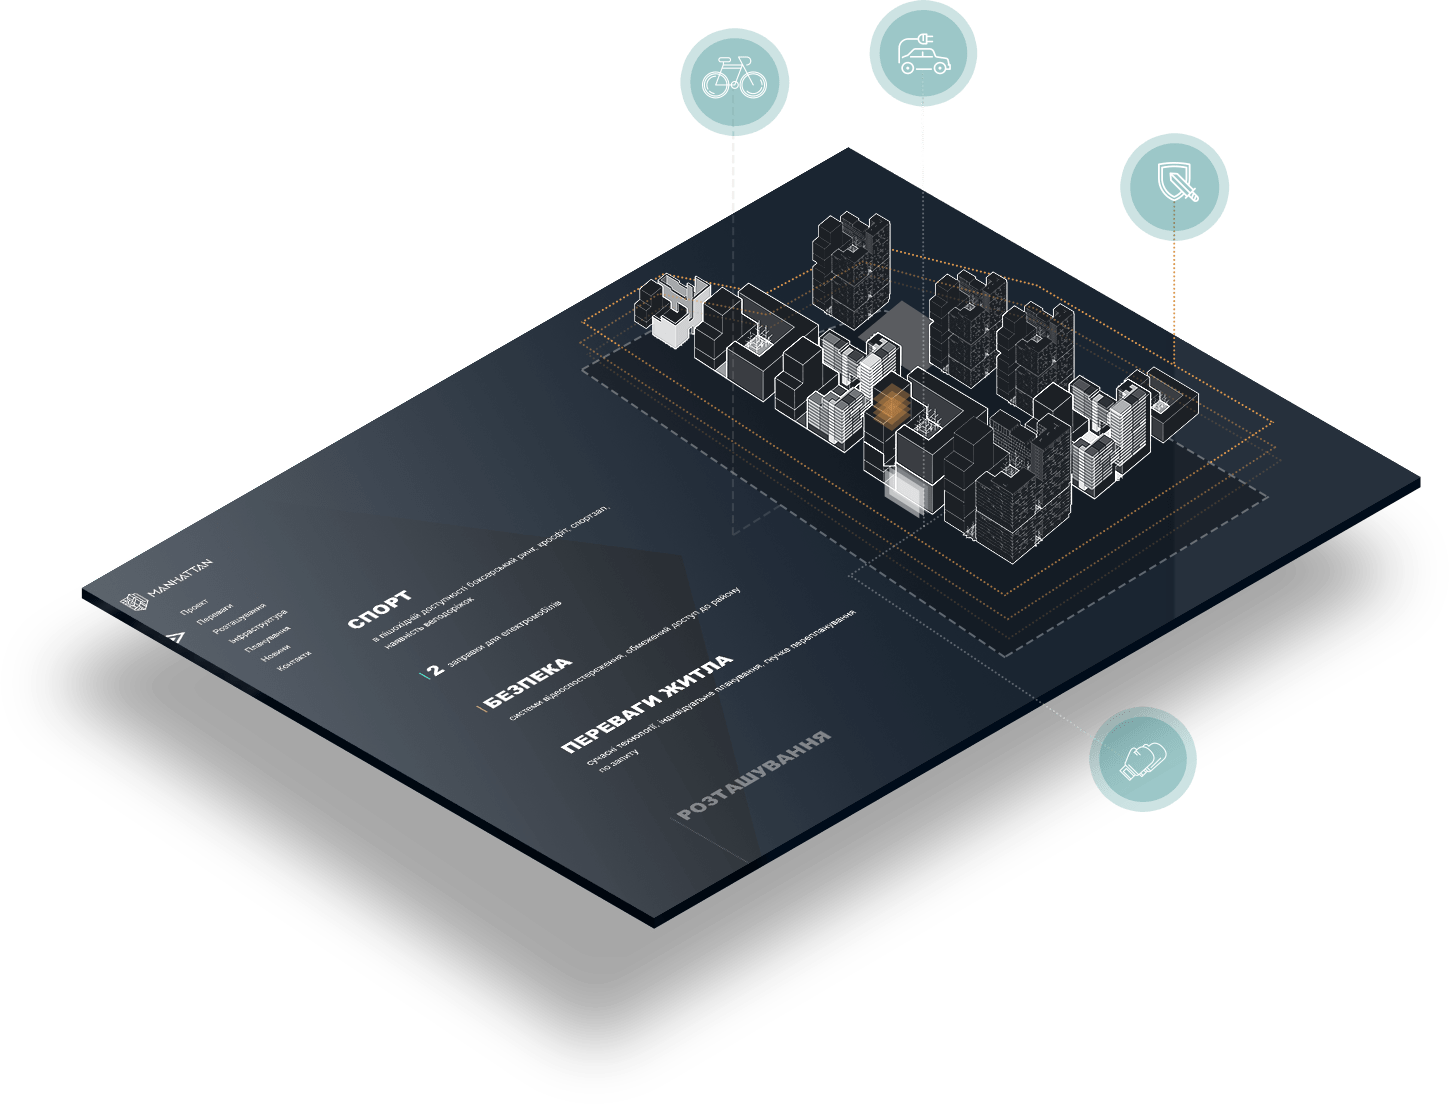 MANHATTAN
Проект
Переваги
Розташування
Інфраструктура
Планування
Новини
Контакти
СПОРТ
в пішохідній доступності боксерський ринг, кросфіт, спортзал,
наявність велодоріжок
2 заправки для електромобілів
БЕЗПЕКА
системи відеоспостереження, обмежений доступ до району
ПЕРЕВАГИ ЖИТЛА
сучасні технології, індивідуальне планування, гнучке перепланування
по запиту
РОЗТАШУВАННЯ